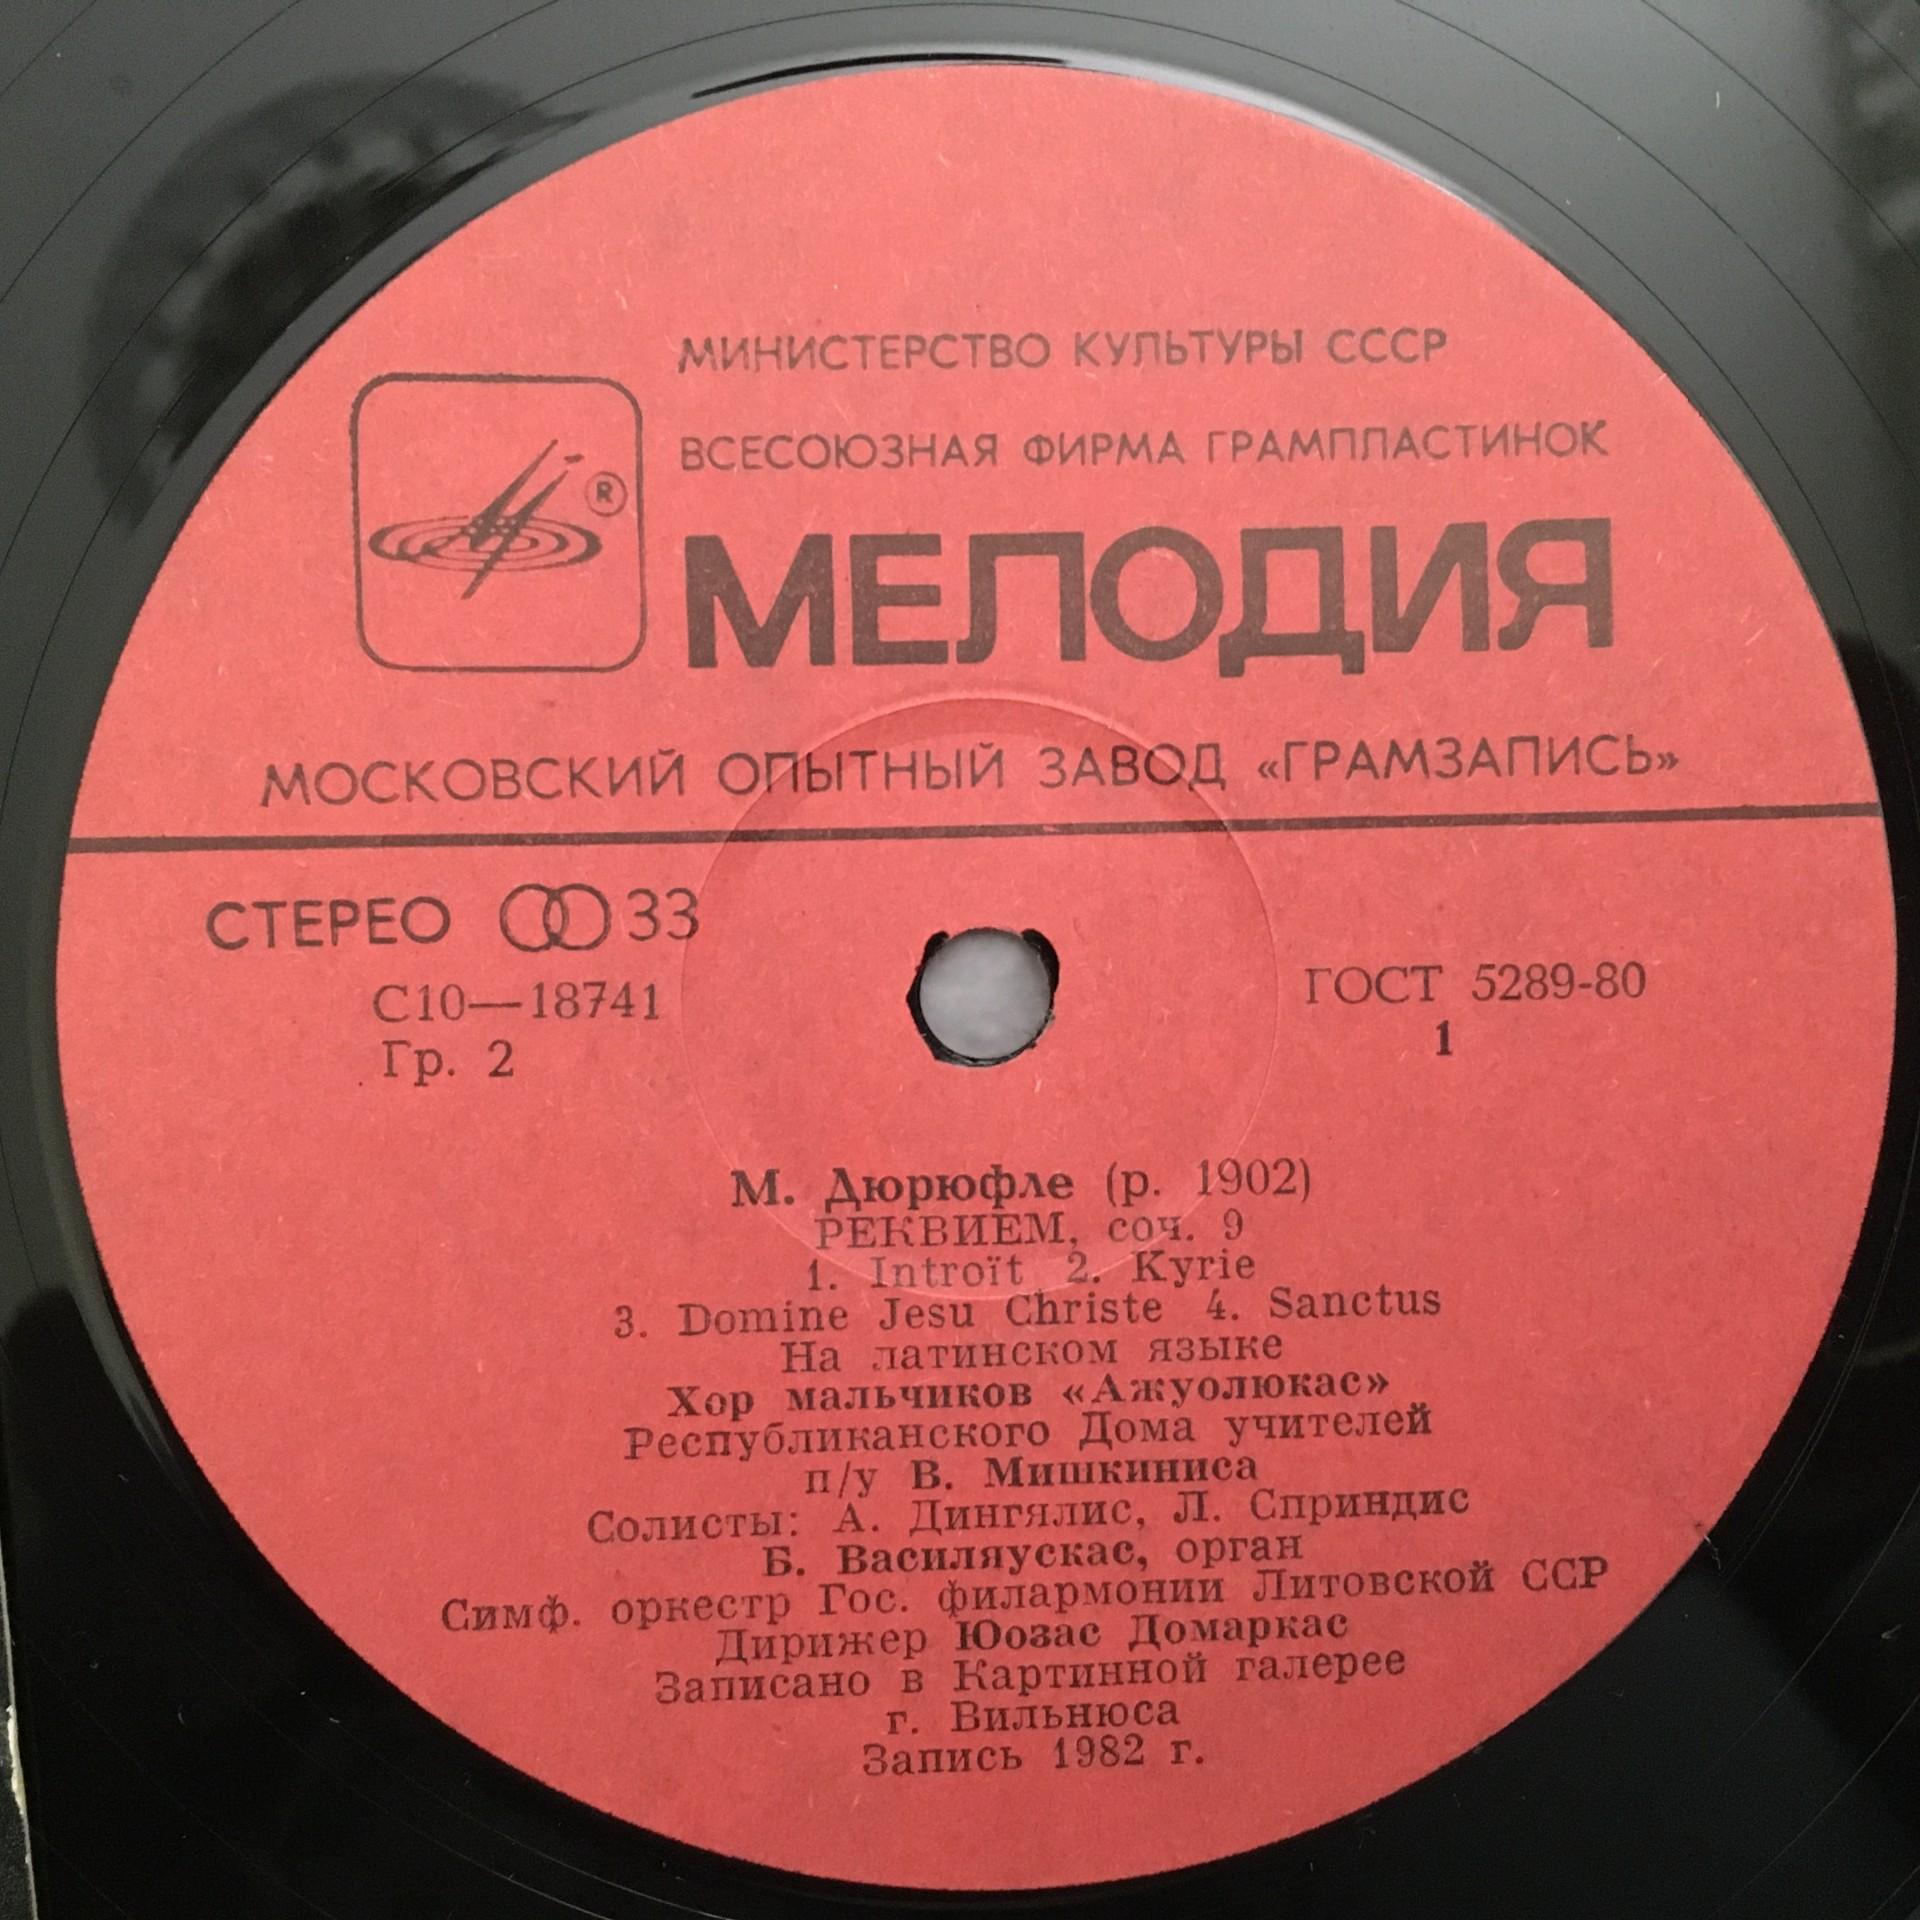 МИНИСТЕРСТВО КУЛЬТУРЫ СССР
ВСЕСОЮЗНАЯ ФИРМА ГРАМПЛАСТИНОК
®
МЕЛОДИЯ
МОСКОВСКИЙ ОПЫТНЫЙ ЗАВОД «ГРАМЗАПИСЬ»
СТЕРЕО 33
С10—18741
Гр. 2
ГОСТ 5289-80
1
М. Дюрюфле (р. 1902)
РЕКВИЕМ, соч. 9
1. Introït 2. Kyrie
3. Domine Jesu Christe 4. Sanctus
На латинском языке
Хор мальчиков «Ажуолюкас»
Республиканского Дома учителей
п/у В. Мишкиниса
Солисты: А. Дингялис, Л. Сприндис
Б. Василяускас, орган
Симф. оркестр Гос. филармонии Литовской ССР
Дирижер Юозас Домаркас
Записано в Картинной галерее
г. Вильнюса
Запись 1982 г.